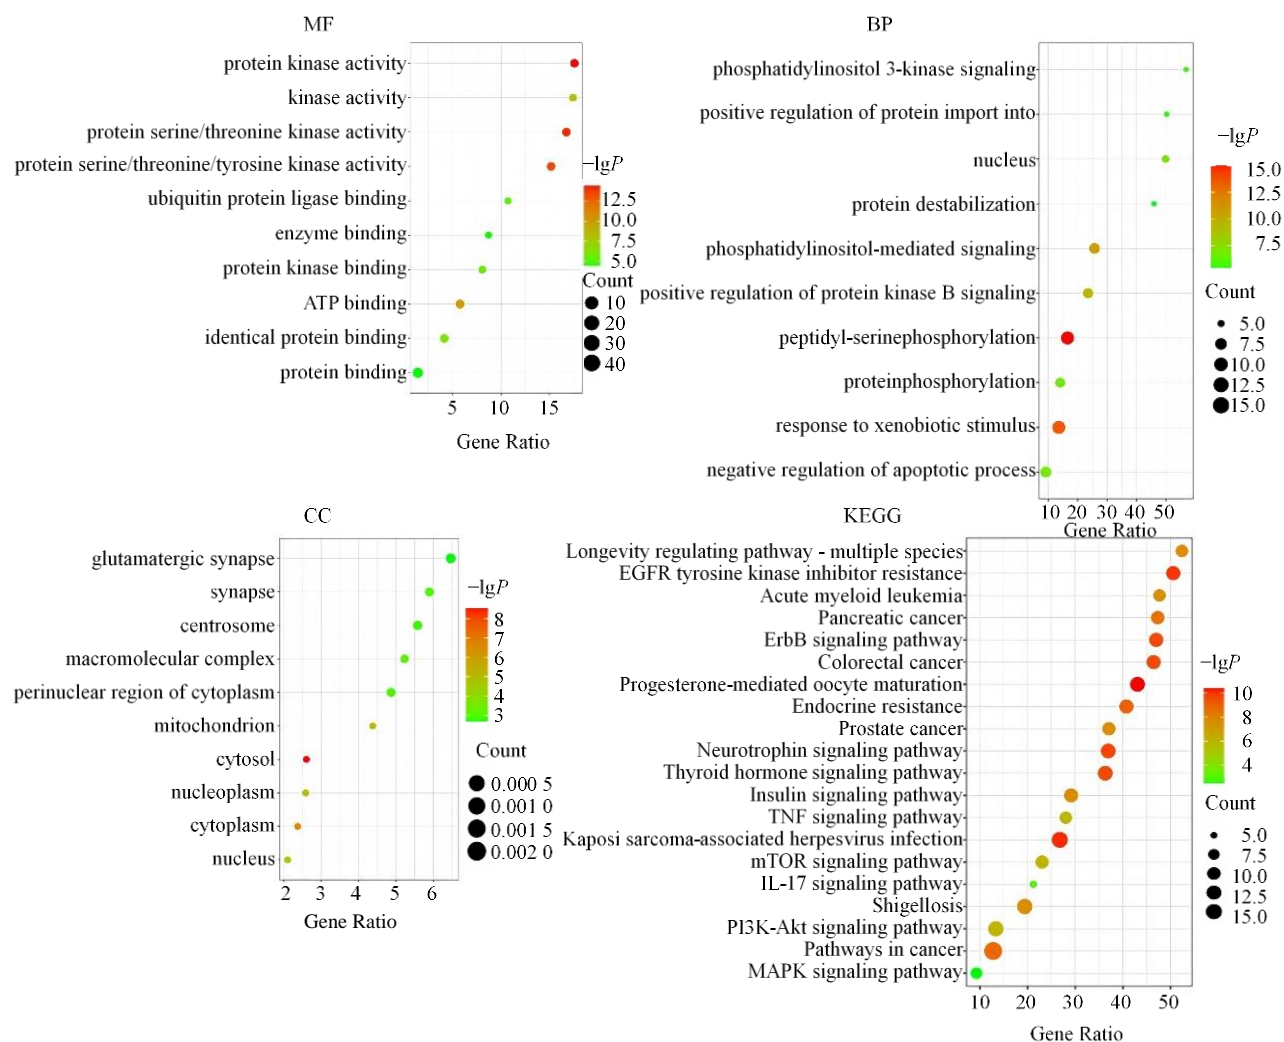 MF
protein kinase activity
kinase activity
protein serine/threonine kinase activity
protein serine/threonine/tyrosine kinase activity
ubiquitin protein ligase binding
enzyme binding
protein kinase binding
ATP binding
identical protein binding
protein binding
5 10 15
Gene Ratio
−lgP
12.5
10.0
7.5
5.0
Count
10
20
30
40
BP
phosphatidylinositol 3-kinase signaling
positive regulation of protein import into
nucleus
protein destabilization
phosphatidylinositol-mediated signaling
positive regulation of protein kinase B signaling
peptidyl-serinephosphorylation
proteinphosphorylation
response to xenobiotic stimulus
negative regulation of apoptotic process
10 20 30 40 50
Gene Ratio
−lgP
15.0
12.5
10.0
7.5
Count
5.0
7.5
10.0
12.5
15.0
CC
glutamatergic synapse
synapse
centrosome
macromolecular complex
perinuclear region of cytoplasm
mitochondrion
cytosol
nucleoplasm
cytoplasm
nucleus
2 3 4 5 6
Gene Ratio
−lgP
8
7
6
5
4
3
Count
0.000 5
0.001 0
0.001 5
0.002 0
KEGG
Longevity regulating pathway - multiple species
EGFR tyrosine kinase inhibitor resistance
Acute myeloid leukemia
Pancreatic cancer
ErbB signaling pathway
Colorectal cancer
Progesterone-mediated oocyte maturation
Endocrine resistance
Prostate cancer
Neurotrophin signaling pathway
Thyroid hormone signaling pathway
Insulin signaling pathway
TNF signaling pathway
Kaposi sarcoma-associated herpesvirus infection
mTOR signaling pathway
IL-17 signaling pathway
Shigellosis
PI3K-Akt signaling pathway
Pathways in cancer
MAPK signaling pathway
10 20 30 40 50
Gene Ratio
−lgP
10
8
6
4
Count
5.0
7.5
10.0
12.5
15.0